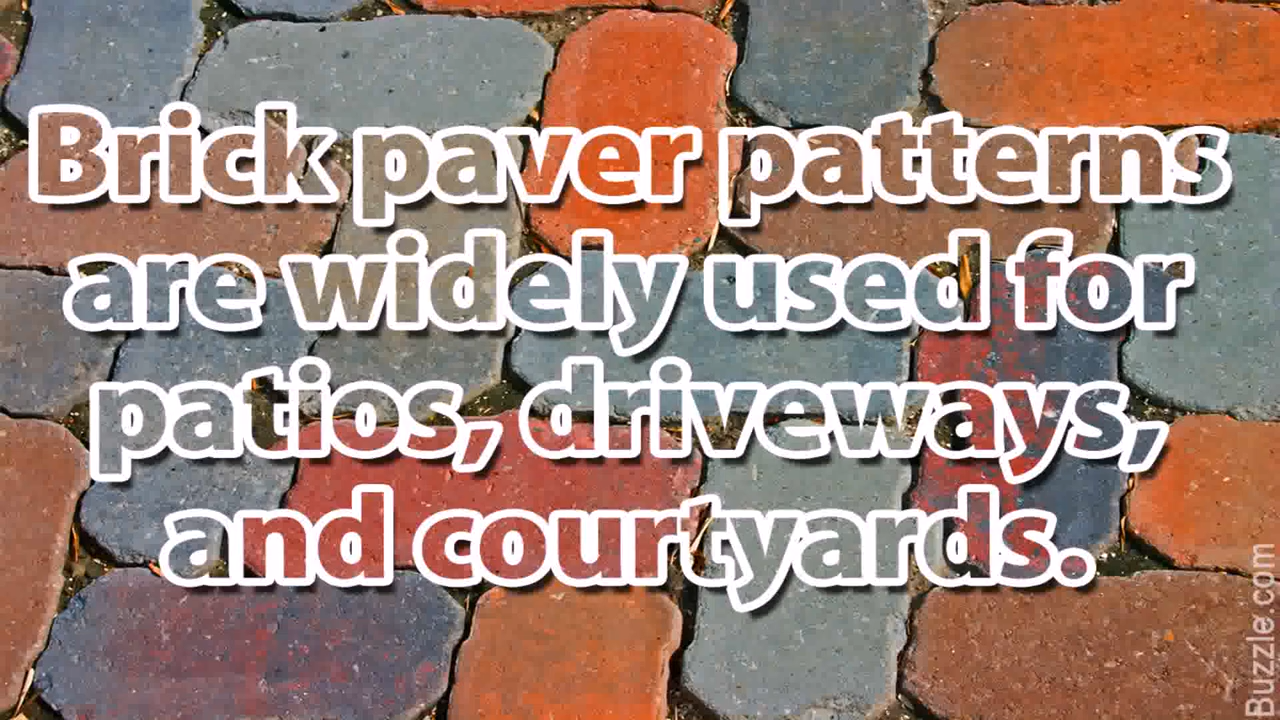 Brick paver patterns
are widely used for
patios, driveways,
and courtyards.
Buzzle.com